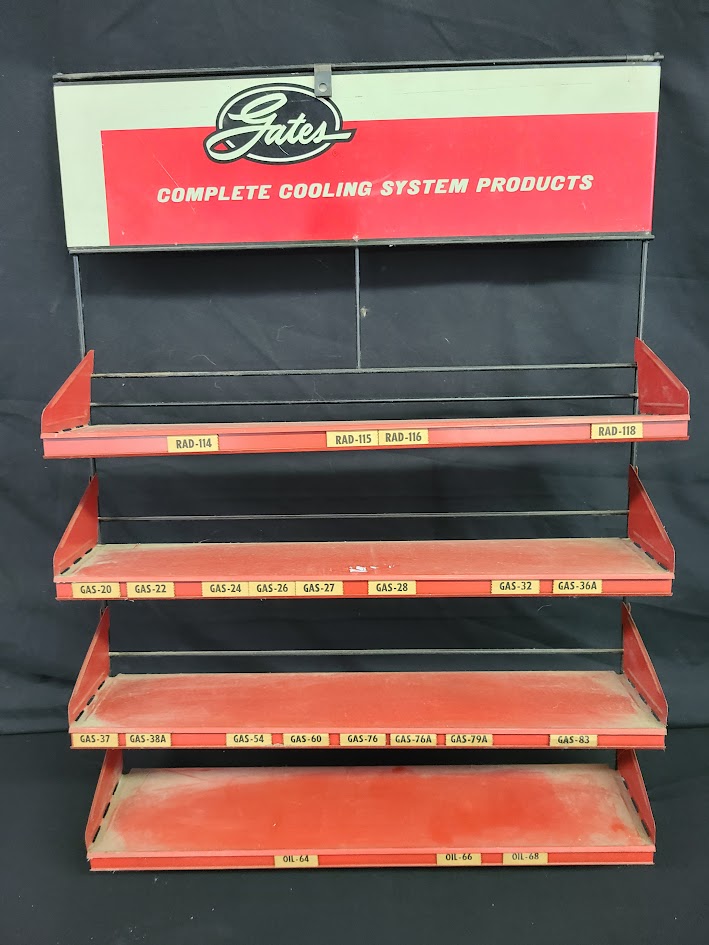 Gates
COMPLETE COOLING SYSTEM PRODUCTS
RAD-114 RAD-115 RAD-116 RAD-118
GAS-20 GAS-22 GAS-24 GAS-26 GAS-27 GAS-28 GAS-32 GAS-36A
GAS-37 GAS-38A GAS-54 GAS-60 GAS-76 GAS-76A GAS-79A GAS-83
OIL-64 OIL-66 OIL-68